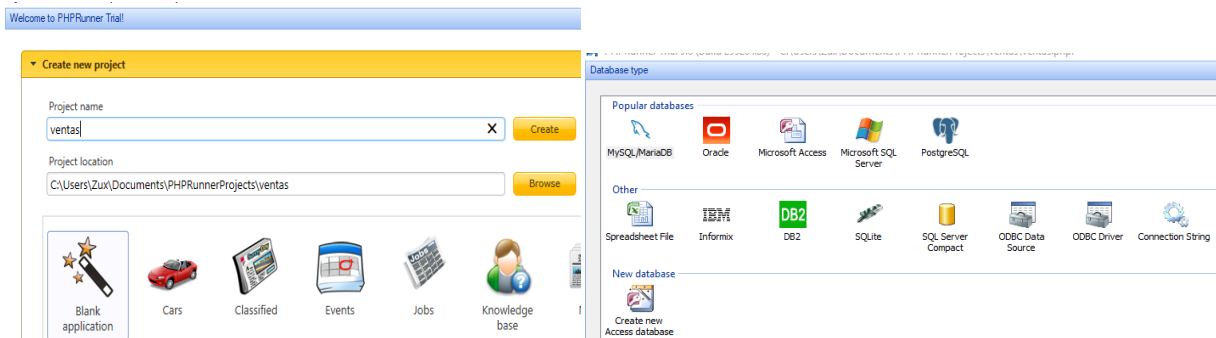 Welcome to PHPRunner Trial!
Create new project
Project name
ventas
Create
Project location
C:\Users\Zux\Documents\PHPRunnerProjects\ventas
Browse
Blank
application
Cars
Classified
Events
Jobs
Knowledge
base
Database type
Popular databases
MySQL/MariaDB
Oracle
Microsoft Access
Microsoft SQL
Server
PostgreSQL
Other
Spreadsheet File
IBM
Informix
DB2
DB2
SQLite
SQL Server
Compact
ODBC Data
Source
ODBC Driver
Connection String
New database
Create new
Access database